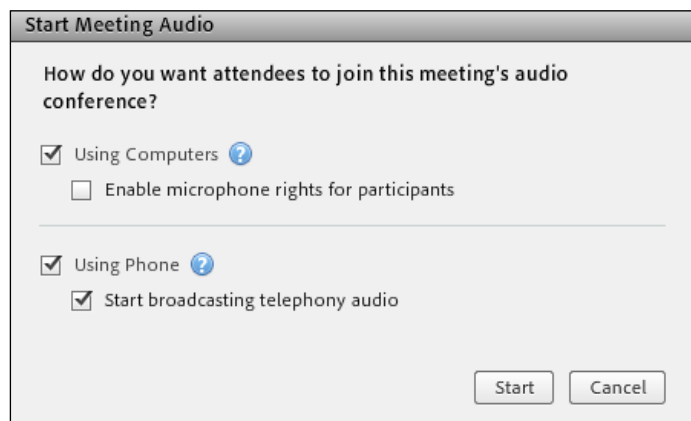 Start Meeting Audio
How do you want attendees to join this meeting's audio
conference?
Using Computers ?
Enable microphone rights for participants
Using Phone ?
Start broadcasting telephony audio
Start Cancel